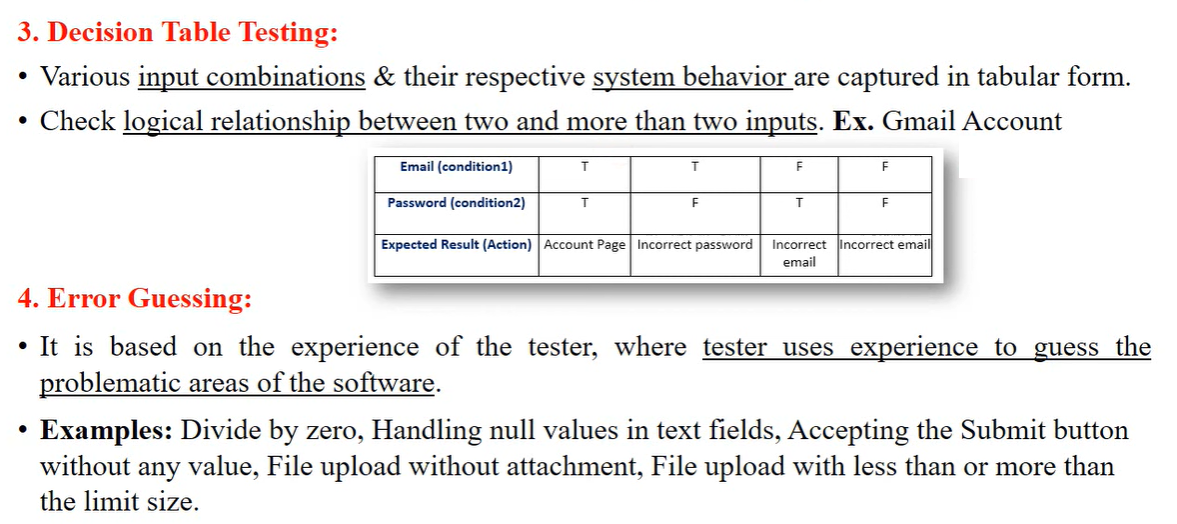 3. Decision Table Testing:
• Various input combinations & their respective system behavior are captured in tabular form.
• Check logical relationship between two and more than two inputs. Ex. Gmail Account
Email (condition1) T T F F
Password (condition2) T F T F
Expected Result (Action) Account Page Incorrect password Incorrect Incorrect email
email
4. Error Guessing:
• It is based on the experience of the tester, where tester uses experience to guess the
problematic areas of the software.
• Examples: Divide by zero, Handling null values in text fields, Accepting the Submit button
without any value, File upload without attachment, File upload with less than or more than
the limit size.